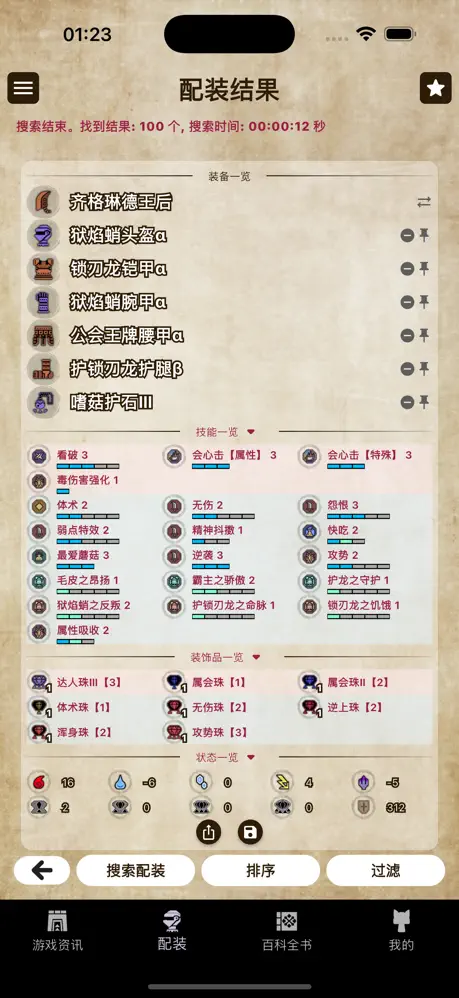 01:23
配装结果
搜索结束。找到结果: 100 个, 搜索时间: 00:00:12 秒
装备一览
齐格琳德王后
狱焰蛸头盔α
锁刃龙铠甲α
狱焰蛸腕甲α
公会王牌腰甲α
护锁刃龙护腿β
嗜菇护石III
技能一览
看破 3 会心击【属性】 3 会心击【特殊】 3
毒伤害强化 1
体术 2 无伤 2 怨恨 3
弱点特效 2 精神抖擞 1 快吃 2
最爱蘑菇 3 逆袭 3 攻势 2
毛皮之昂扬 1 霸主之骄傲 2 护龙之守护 1
狱焰蛸之反叛 2 护锁刃龙之命脉 1 锁刃龙之饥饿 1
属性吸收 2
装饰品一览
1 达人珠III【3】 1 属会珠【1】 1 属会珠II【2】
1 体术珠【1】 1 无伤珠【2】 1 逆上珠【2】
1 浑身珠【2】 1 攻势珠【3】
状态一览
16 -6 0 4 -5
2 0 0 0 312
搜索配装 排序 过滤
游戏资讯 配装 百科全书 我的